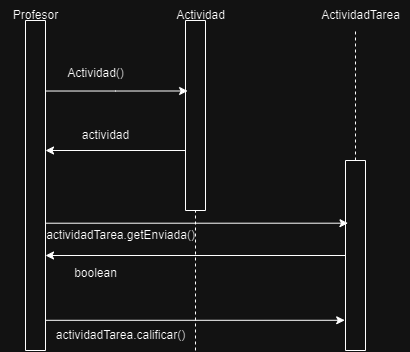 Profesor Actividad ActividadTarea
Actividad()
actividad
actividadTarea.getEnviada()
boolean
actividadTarea.calificar()